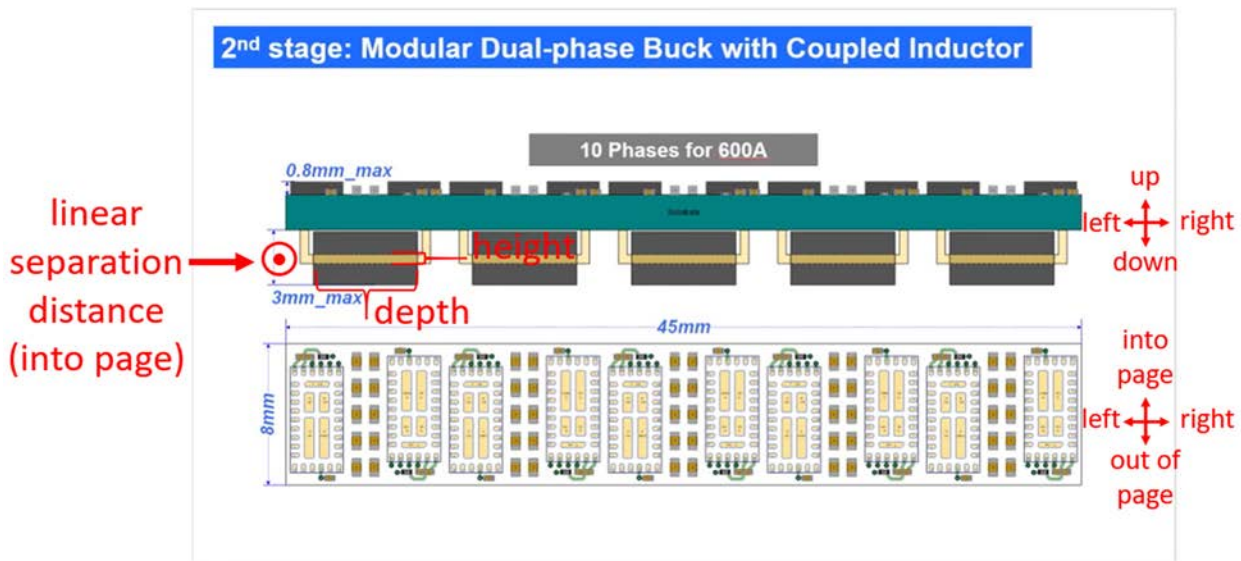 2nd stage: Modular Dual-phase Buck with Coupled Inductor
10 Phases for 600A
0.8mm_max
up
left
right
down
linear
separation
distance
(into page)
height
3mm_max
depth
45mm
8mm
into
page
left
right
out of
page